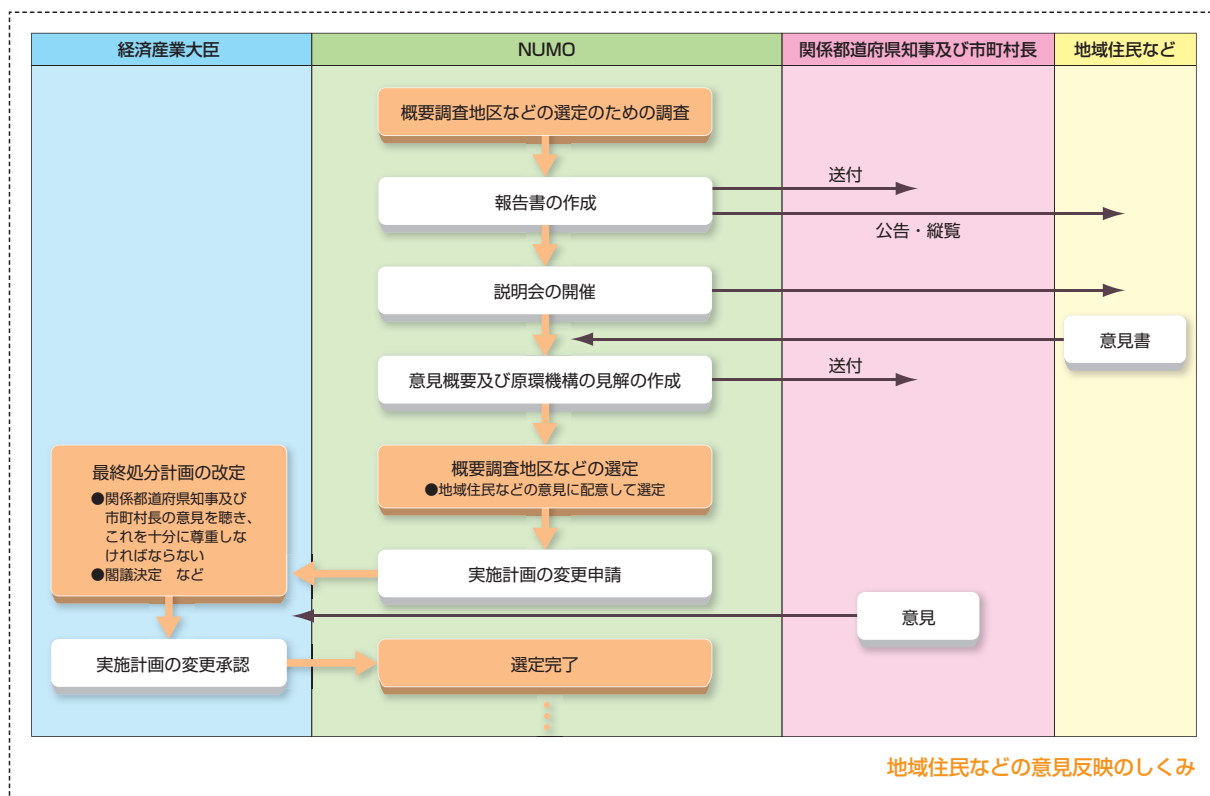 経済産業大臣
NUMO
関係都道府県知事及び市町村長
地域住民など
概要調査地区などの選定のための調査
送付
報告書の作成
公告・縦覧
説明会の開催
意見書
送付
意見概要及び原環機構の見解の作成
最終処分計画の改定
●関係都道府県知事及び
市町村長の意見を聴き、
これを十分に尊重しな
ければならない
●閣議決定　など
概要調査地区などの選定
●地域住民などの意見に配意して選定
実施計画の変更申請
意見
実施計画の変更承認
選定完了
地域住民などの意見反映のしくみ